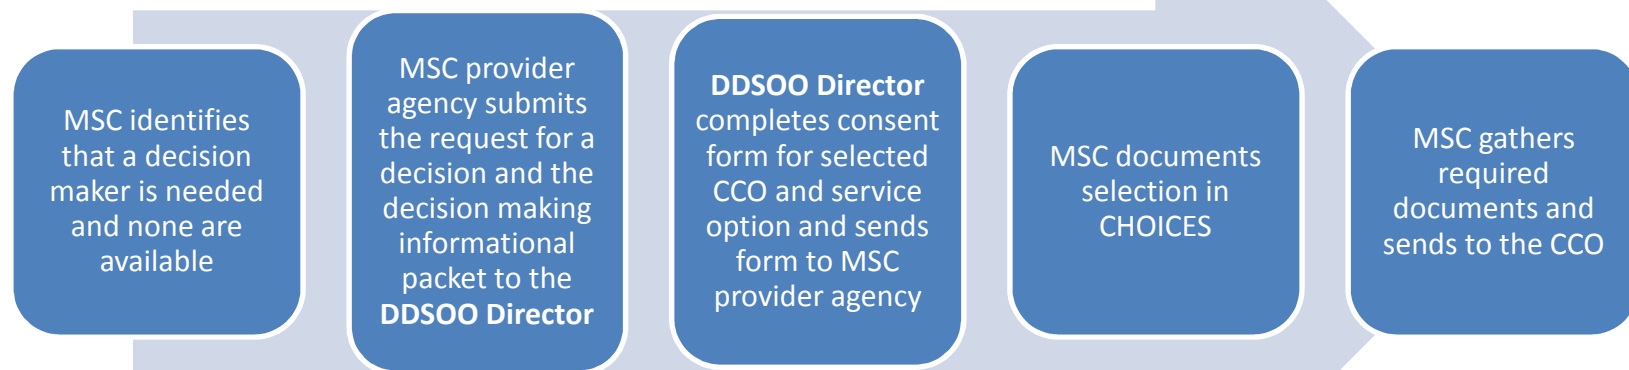 MSC identifies
that a decision
maker is needed
and none are
available
MSC provider
agency submits
the request for a
decision and the
decision making
informational
packet to the
DDSOO Director
DDSOO Director
completes consent
form for selected
CCO and service
option and sends
form to MSC
provider agency
MSC documents
selection in
CHOICES
MSC gathers
required
documents and
sends to the CCO